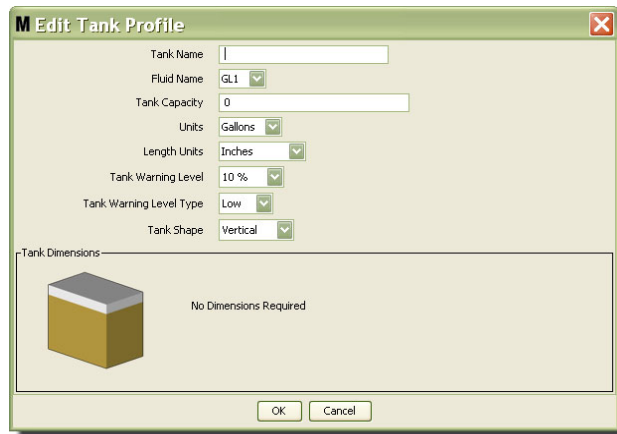 M Edit Tank Profile
Tank Name
Fluid Name GL1
Tank Capacity 0
Units Gallons
Length Units Inches
Tank Warning Level 10 %
Tank Warning Level Type Low
Tank Shape Vertical
Tank Dimensions
No Dimensions Required
OK Cancel